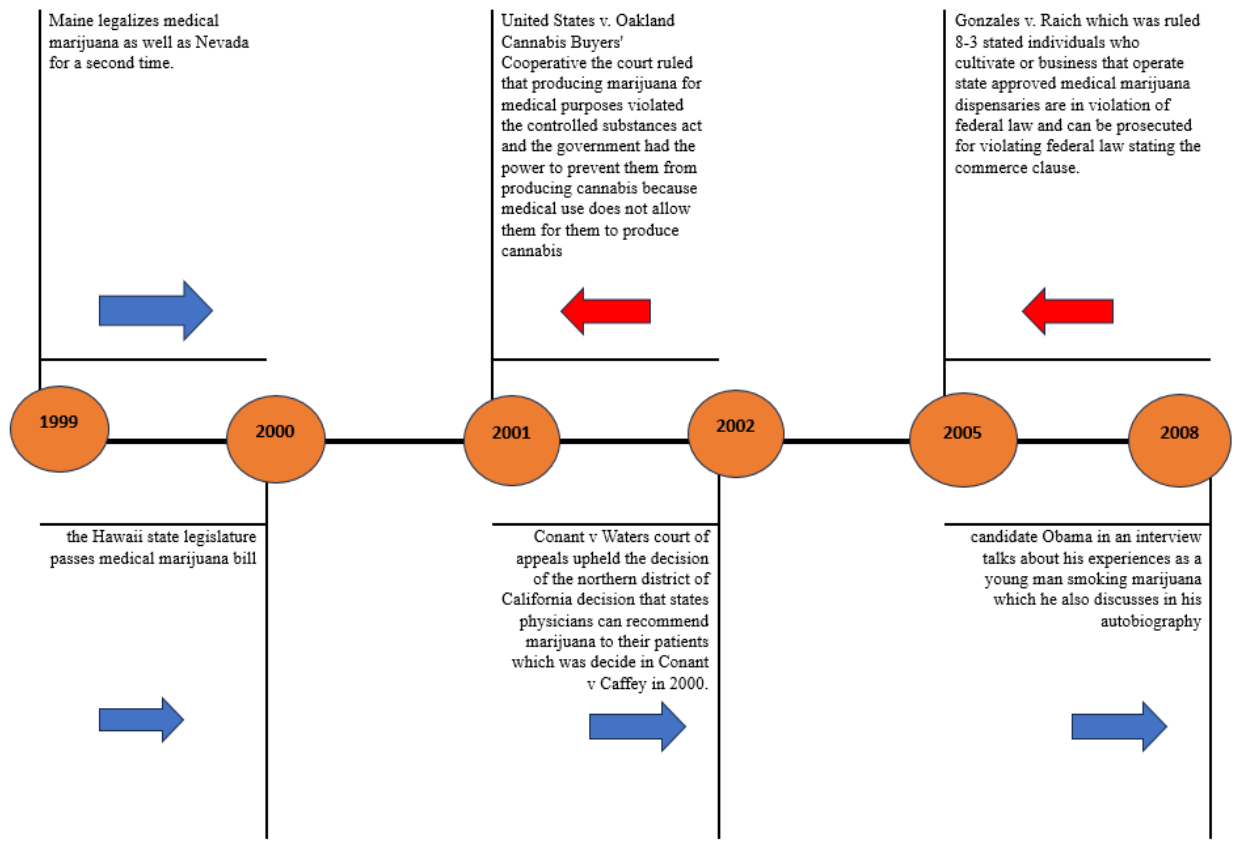 Maine legalizes medical
marijuana as well as Nevada
for a second time.
United States v. Oakland
Cannabis Buyers'
Cooperative the court ruled
that producing marijuana for
medical purposes violated
the controlled substances act
and the government had the
power to prevent them from
producing cannabis because
medical use does not allow
them for them to produce
cannabis
Gonzales v. Raich which was ruled
8-3 stated individuals who
cultivate or business that operate
state approved medical marijuana
dispensaries are in violation of
federal law and can be prosecuted
for violating federal law stating the
commerce clause.
1999
2000
2001
2002
2005
2008
the Hawaii state legislature
passes medical marijuana bill
Conant v Waters court of
appeals upheld the decision
of the northern district of
California decision that states
physicians can recommend
marijuana to their patients
which was decide in Conant
v Caffey in 2000.
candidate Obama in an interview
talks about his experiences as a
young man smoking marijuana
which he also discusses in his
autobiography